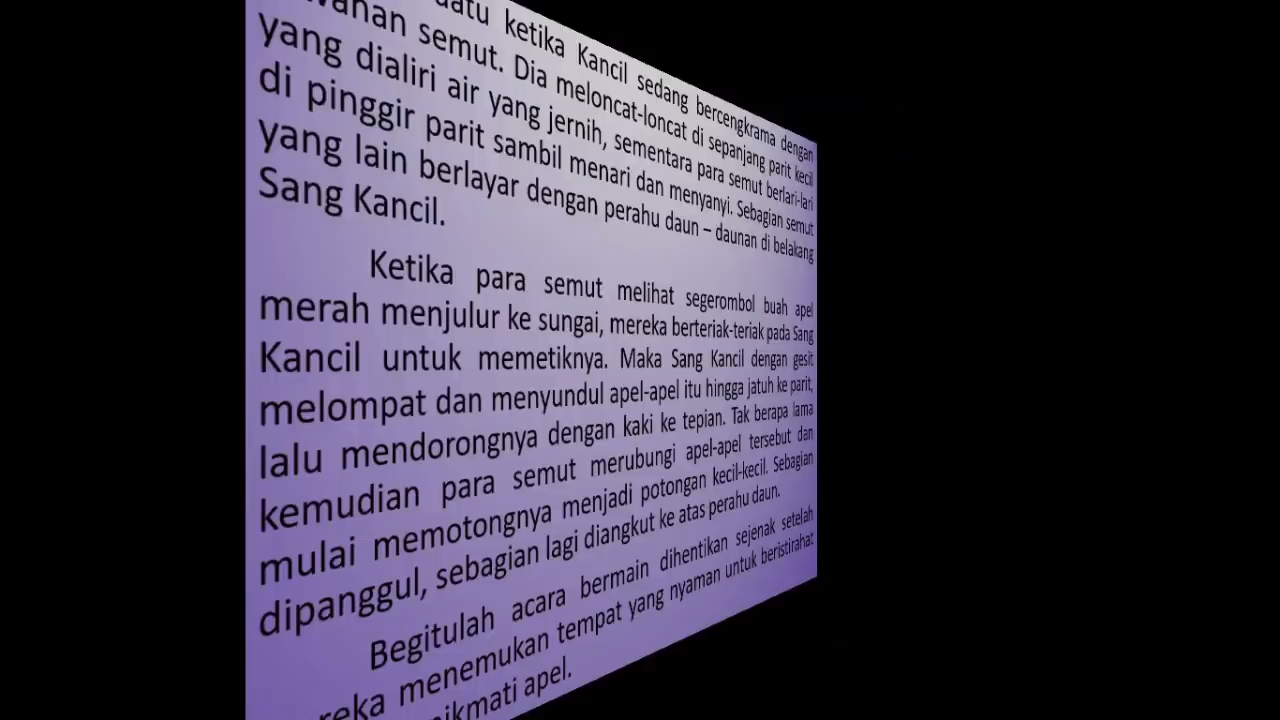 ketika Kancil sedang bercengkrama dengan
semut. Dia meloncat-loncat di sepanjang parit kecil
yang dialiri air yang jernih, sementara para semut berlari-lari
di pinggir parit sambil menari dan menyanyi. Sebagian semut
yang lain berlayar dengan perahu daun – daunan di belakang
Sang Kancil.
Ketika para semut melihat segerombol buah apel
merah menjulur ke sungai, mereka berteriak-teriak pada Sang
Kancil untuk memetiknya. Maka Sang Kancil dengan gesit
melompat dan menyundul apel-apel itu hingga jatuh ke parit,
lalu mendorongnya dengan kaki ke tepian. Tak berapa lama
kemudian para semut merubungi apel-apel tersebut dan
mulai memotongnya menjadi potongan kecil-kecil. Sebagian
dipanggul, sebagian lagi diangkut ke atas perahu daun.
Begitulah acara bermain dihentikan sejenak setelah
menemukan tempat yang nyaman untuk beristirahat
apel.